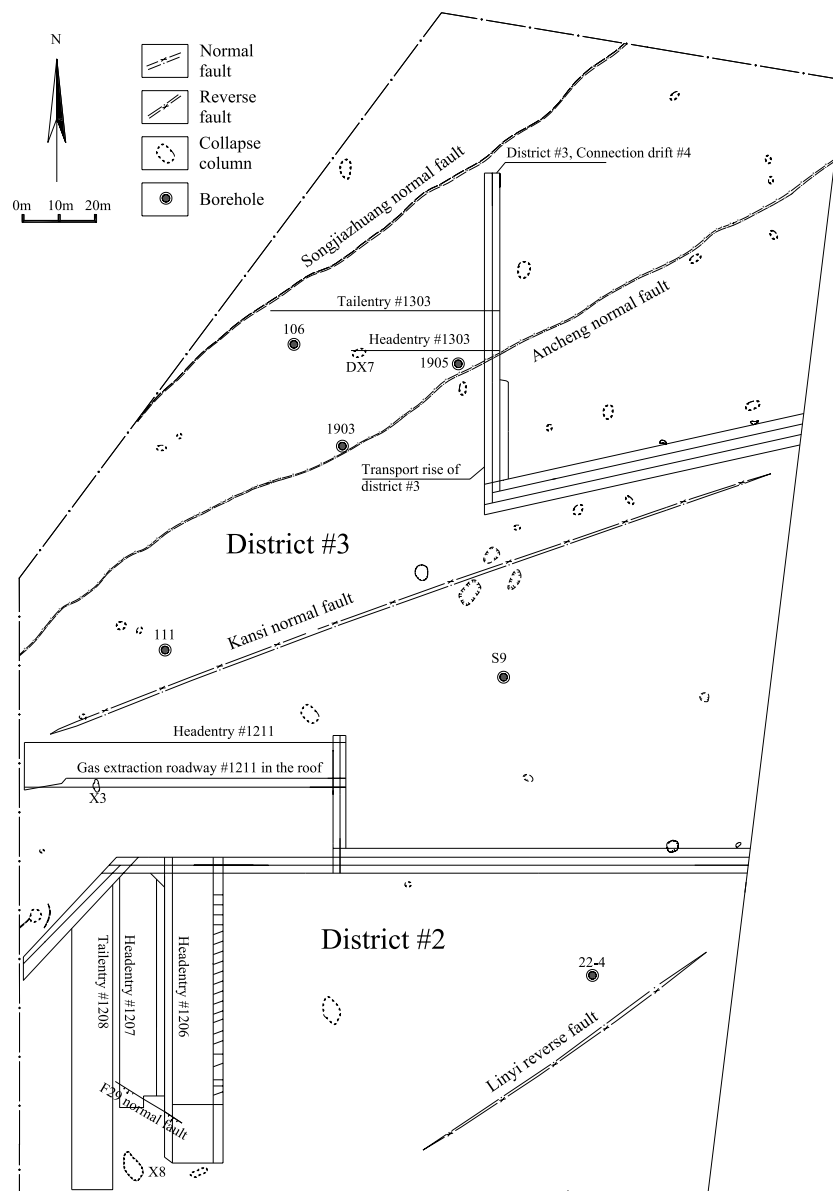 N
0m 10m 20m
Normal
fault
Reverse
fault
Collapse
column
Borehole
Songjiazhuang normal fault
District #3, Connection drift #4
Tailentry #1303
106
Headentry #1303
DX7
1905
Ancheng normal fault
1903
Transport rise of
district #3
District #3
Kansi normal fault
111
S9
Headentry #1211
Gas extraction roadway #1211 in the roof
X3
District #2
Tailentry #1208
Headentry #1207
Headentry #1206
22-4
Linyi reverse fault
F29 normal fault
X8